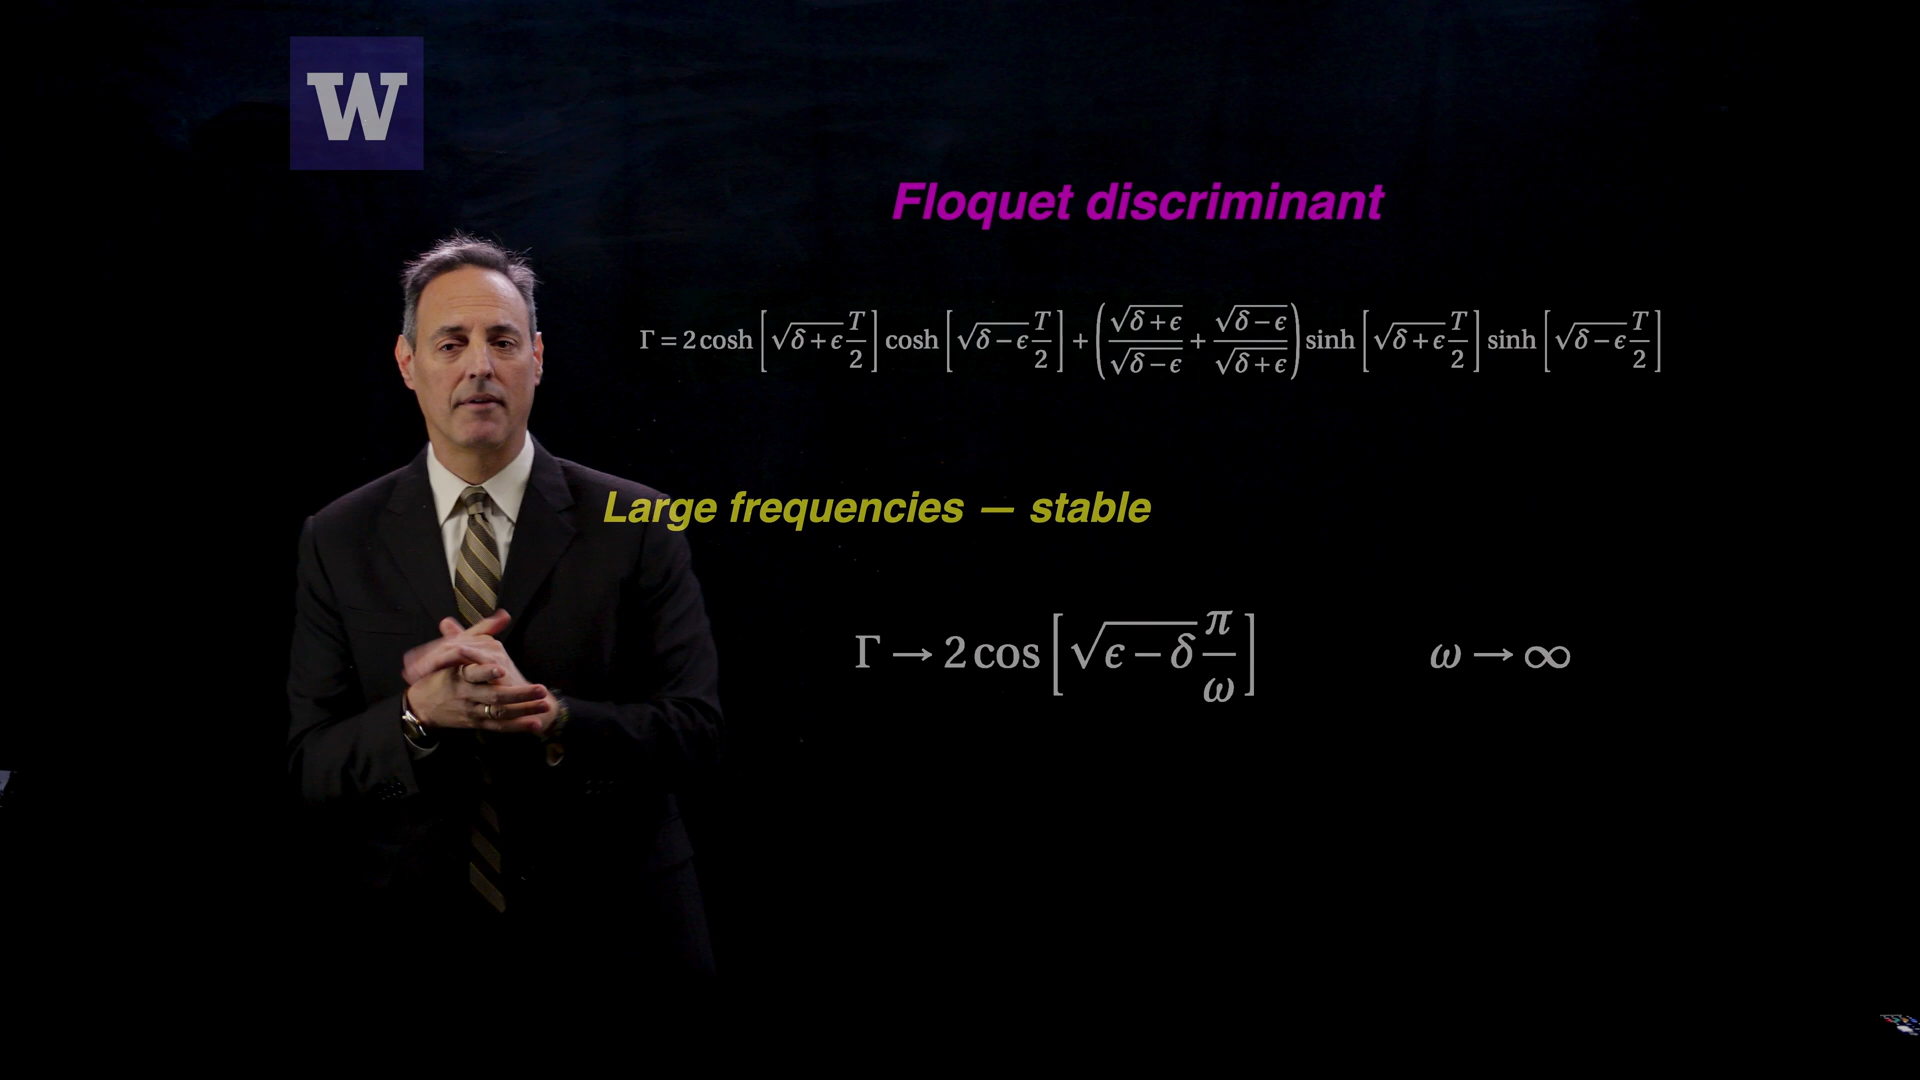 W
Floquet discriminant
Γ = 2 cosh [√(δ+ϵ) T/2] cosh [√(δ−ϵ) T/2] + (√(δ+ϵ)/√(δ−ϵ) + √(δ−ϵ)/√(δ+ϵ)) sinh [√(δ+ϵ) T/2] sinh [√(δ−ϵ) T/2]
Large frequencies — stable
Γ → 2 cos [√(ϵ−δ) π/ω] ω → ∞